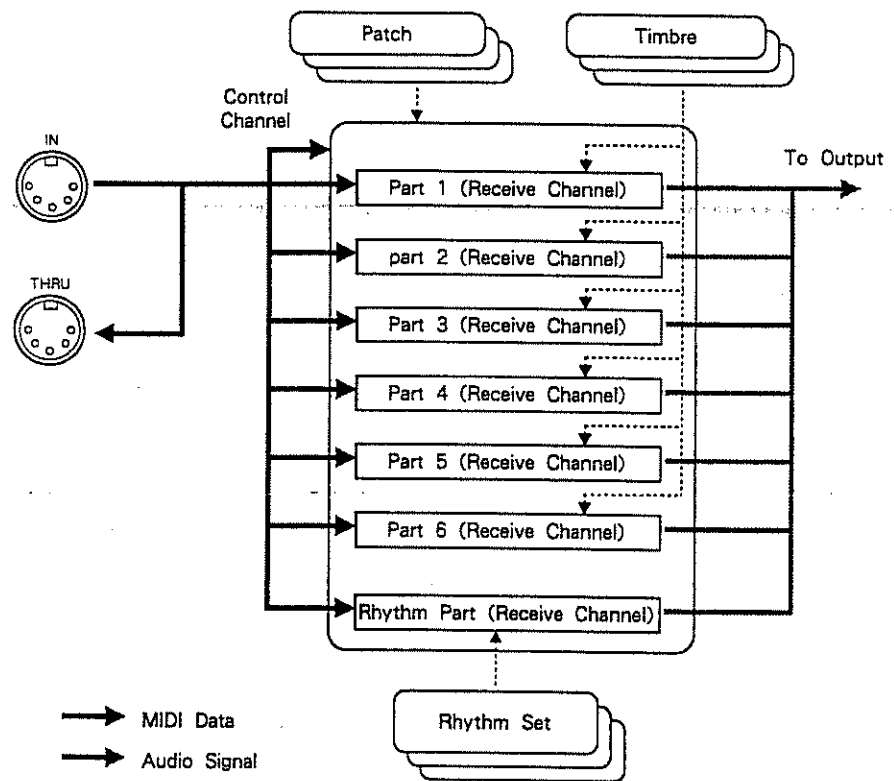 Patch
Timbre
Control
Channel
IN
To Output
Part 1 (Receive Channel)
part 2 (Receive Channel)
THRU
Part 3 (Receive Channel)
Part 4 (Receive Channel)
Part 5 (Receive Channel)
Part 6 (Receive Channel)
Rhythm Part (Receive Channel)
Rhythm Set
MIDI Data
Audio Signal